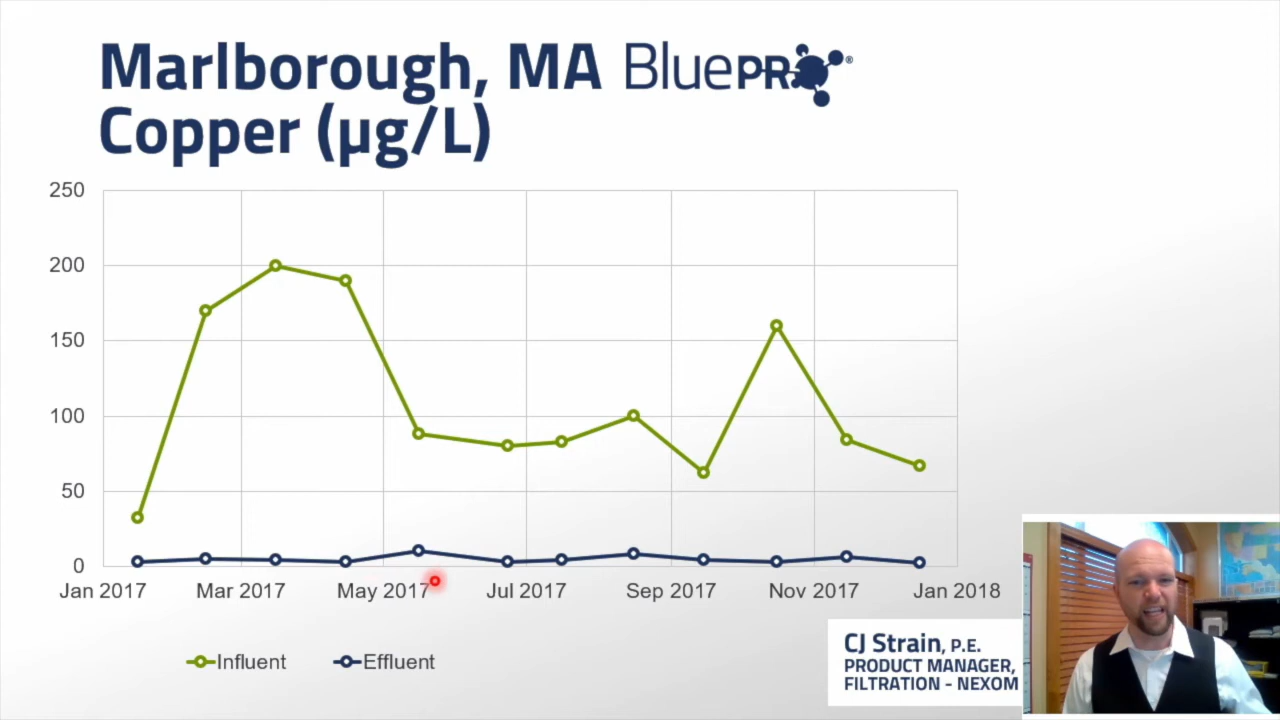 Marlborough, MA BluePRO®
Copper (µg/L)
250
200
150
100
50
0
Jan 2017 Mar 2017 May 2017 Jul 2017 Sep 2017 Nov 2017 Jan 2018
Influent Effluent
CJ Strain, P.E.
PRODUCT MANAGER,
FILTRATION - NEXOM